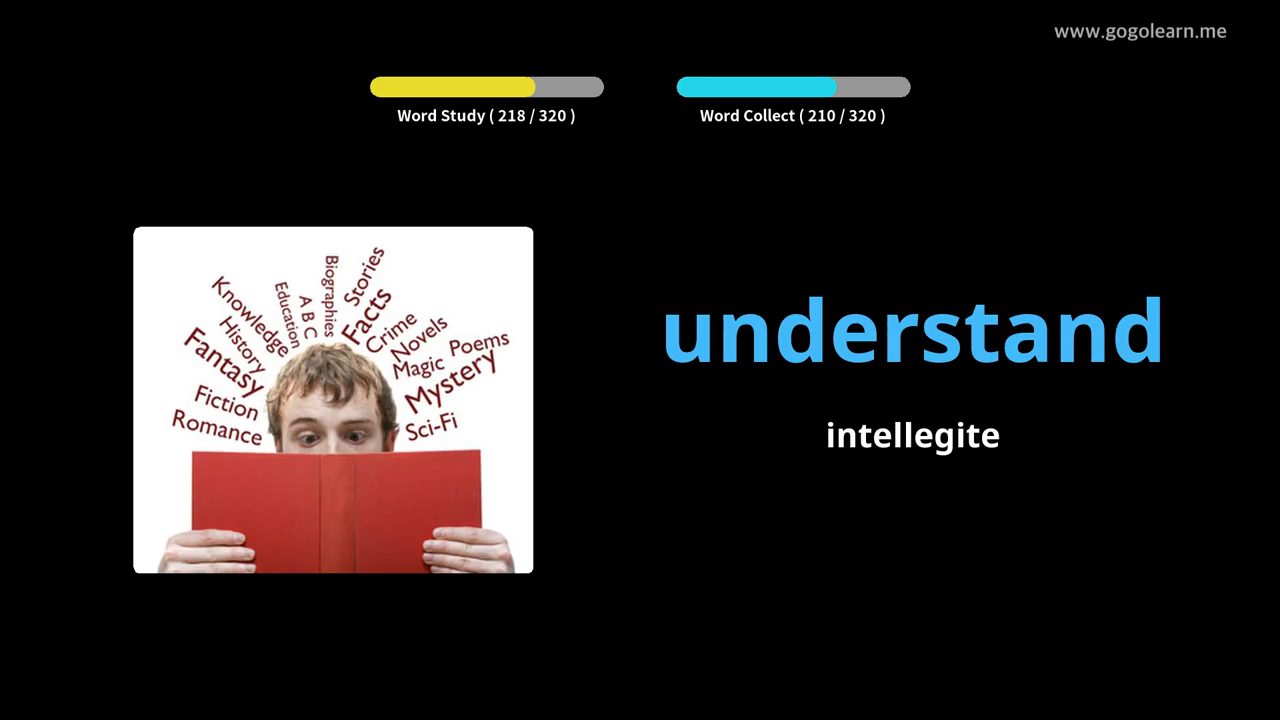 www.gogolearn.me
Word Study ( 218 / 320 )
Word Collect ( 210 / 320 )
Knowledge
History
Fantasy
Fiction
Romance
Education
A B C
Biographies
Stories
Facts
Crime
Novels
Magic
Poems
Mystery
Sci-Fi
understand
intellegite